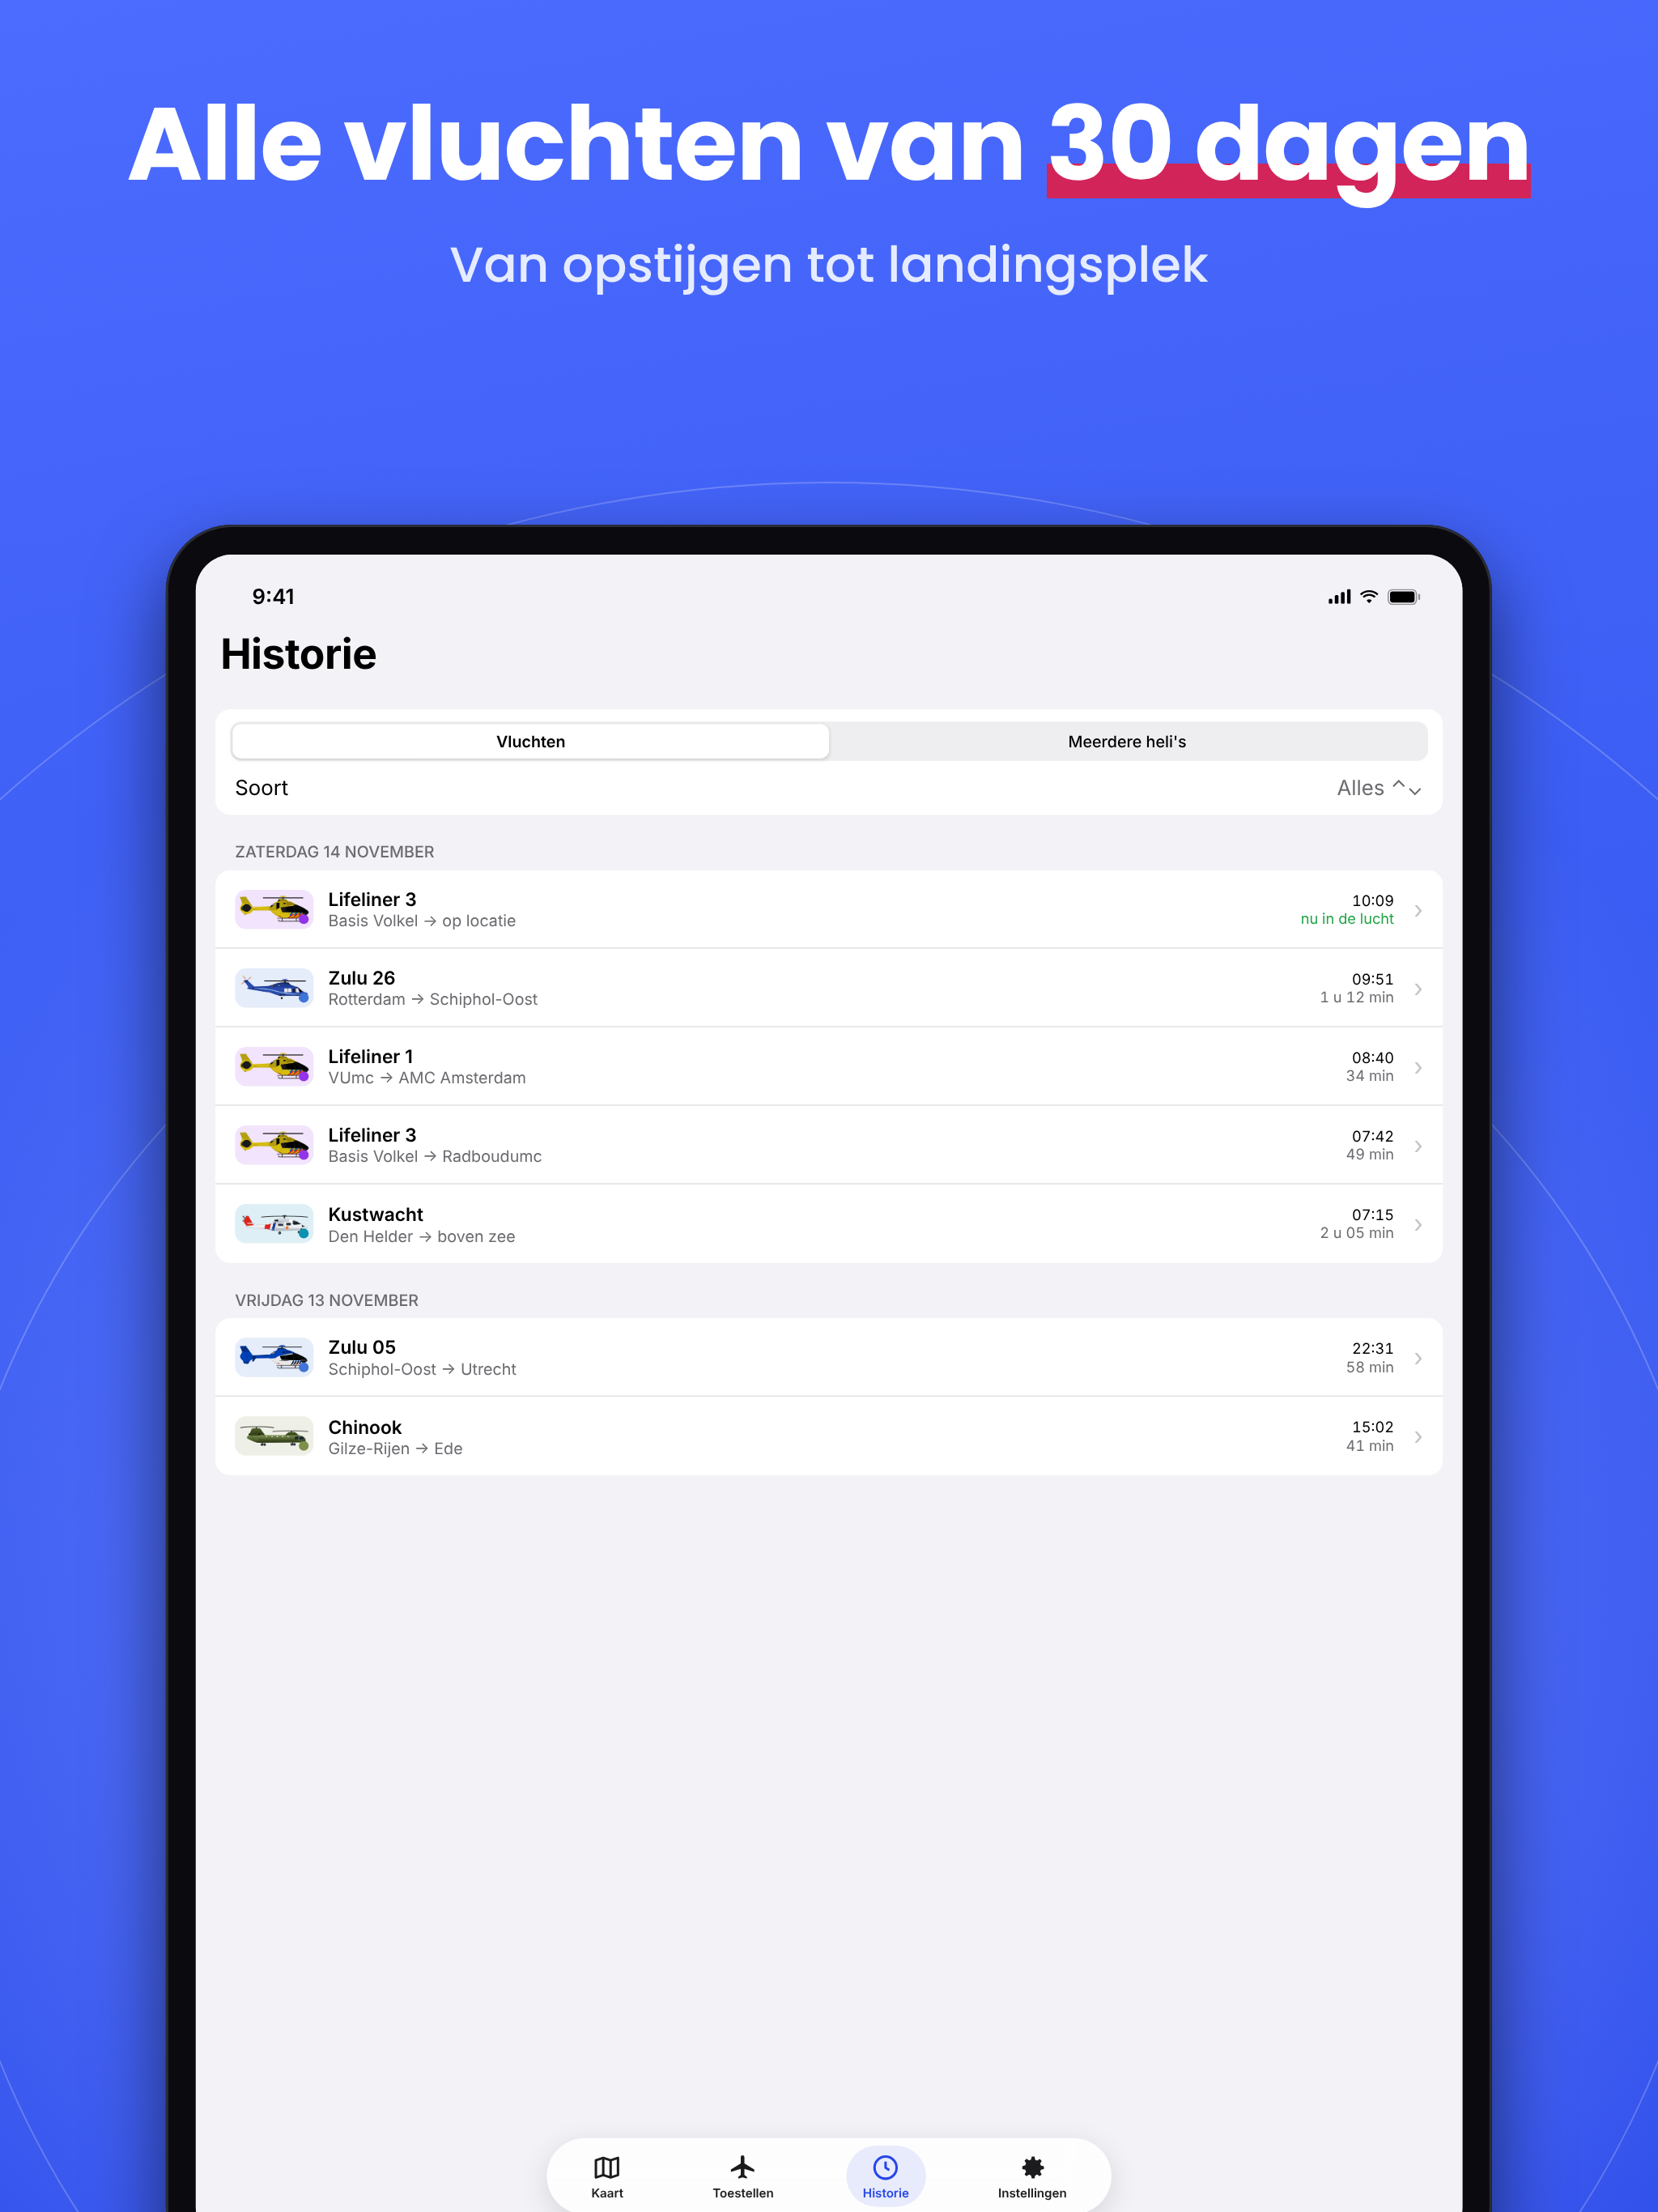 Alle vluchten van 30 dagen
Van opstijgen tot landingsplek
9:41
Historie
Vluchten
Meerdere heli's
Soort
Alles
ZATERDAG 14 NOVEMBER
Lifeliner 3
10:09
Basis Volkel → op locatie
nu in de lucht
Zulu 26
09:51
Rotterdam → Schiphol-Oost
1 u 12 min
Lifeliner 1
08:40
VUmc → AMC Amsterdam
34 min
Lifeliner 3
07:42
Basis Volkel → Radboudumc
49 min
Kustwacht
07:15
Den Helder → boven zee
2 u 05 min
VRIJDAG 13 NOVEMBER
Zulu 05
22:31
Schiphol-Oost → Utrecht
58 min
Chinook
15:02
Gilze-Rijen → Ede
41 min
Kaart
Toestellen
Historie
Instellingen